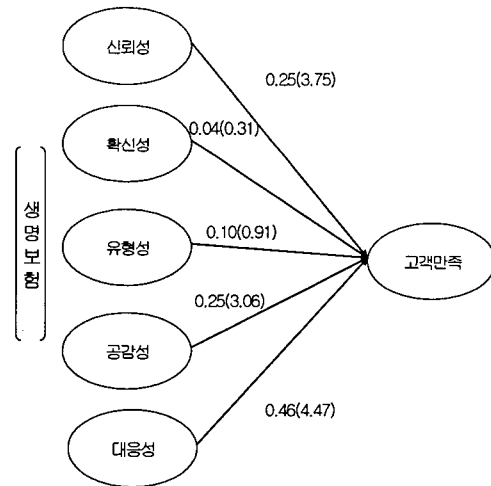 신뢰성
0.25(3.75)
확신성
0.04(0.31)
생명보험
유형성
0.10(0.91)
고객만족
공감성
0.25(3.06)
대응성
0.46(4.47)